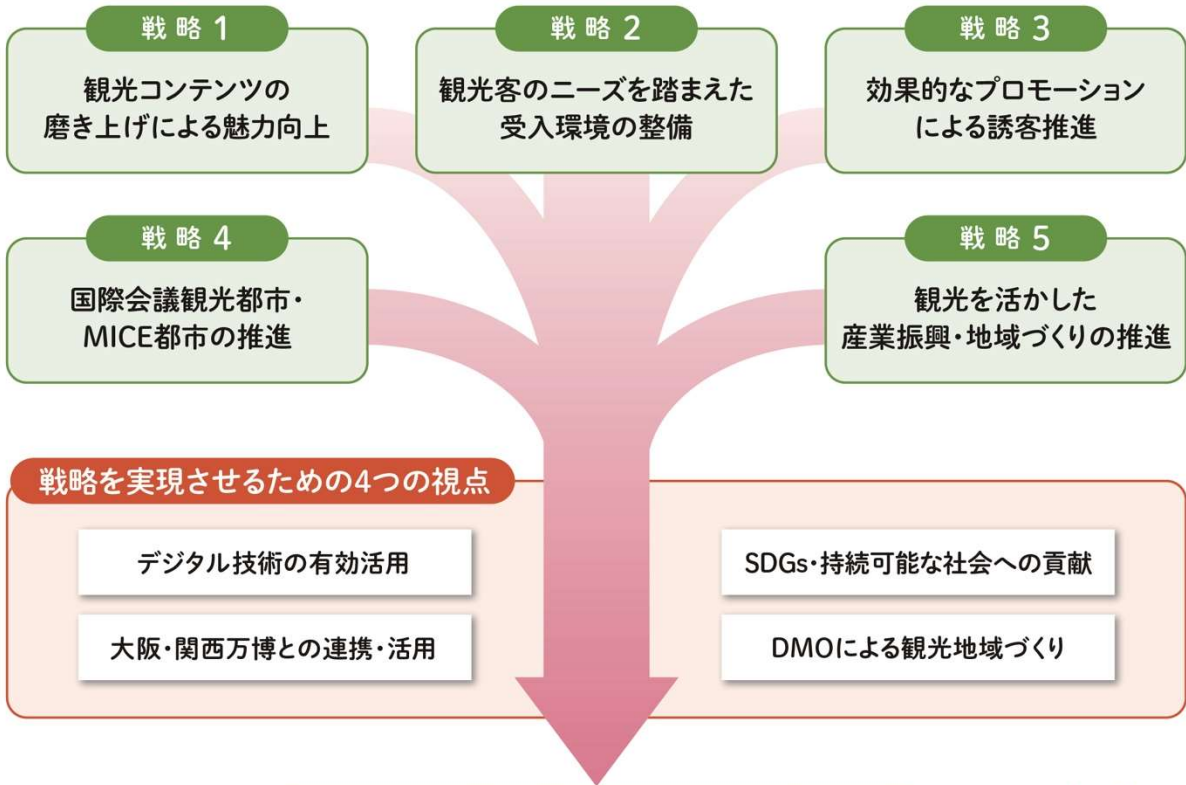 戦略 1
観光コンテンツの
磨き上げによる魅力向上
戦略 2
観光客のニーズを踏まえた
受入環境の整備
戦略 3
効果的なプロモーション
による誘客推進
戦略 4
国際会議観光都市・
MICE都市の推進
戦略 5
観光を活かした
産業振興・地域づくりの推進
戦略を実現させるための4つの視点
デジタル技術の有効活用
SDGs・持続可能な社会への貢献
大阪・関西万博との連携・活用
DMOによる観光地域づくり